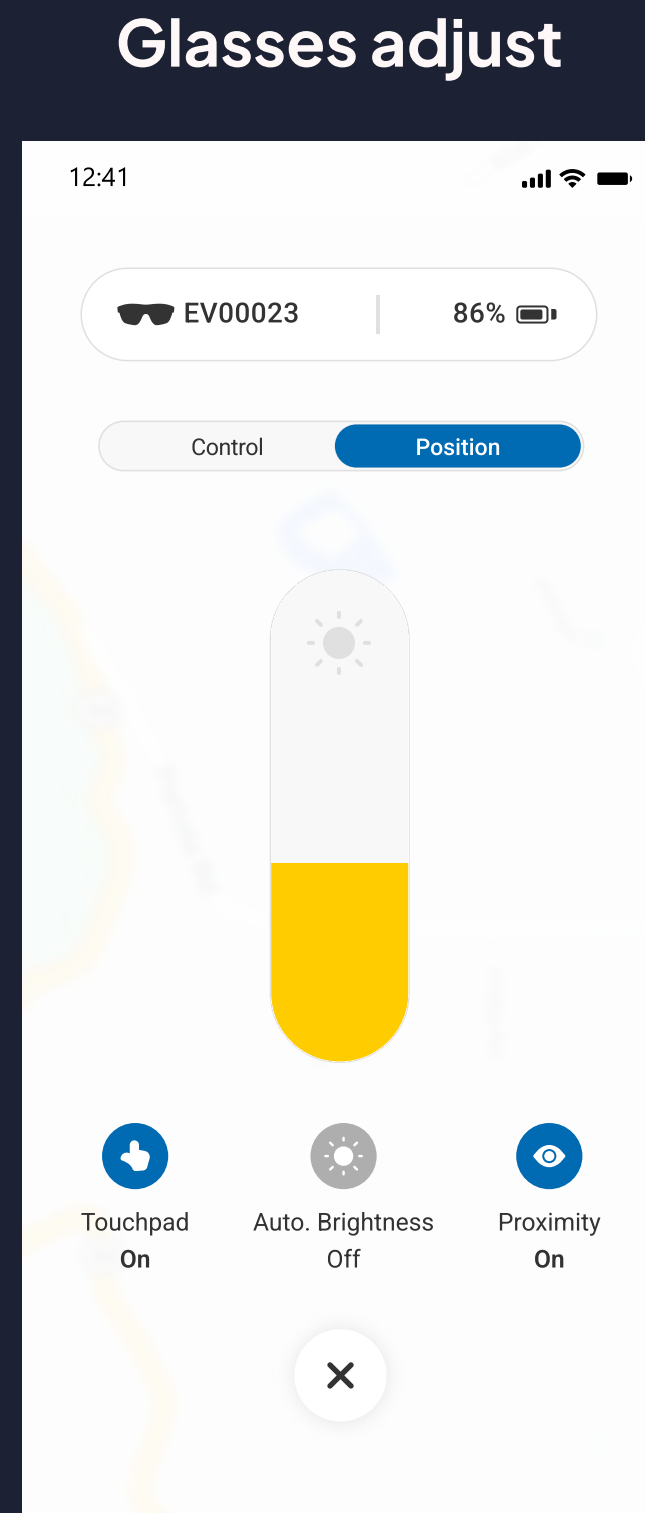 Glasses adjust
12:41
EV00023
86%
Control
Position
Touchpad
On
Auto. Brightness
Off
Proximity
On